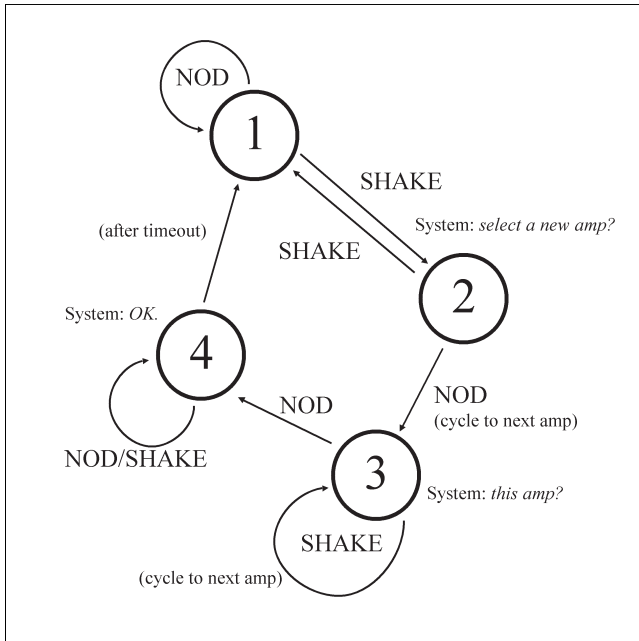 NOD
1
SHAKE
System: select a new amp?
(after timeout)
SHAKE
2
System: OK.
4
NOD
(cycle to next amp)
NOD
NOD/SHAKE
3
System: this amp?
SHAKE
(cycle to next amp)